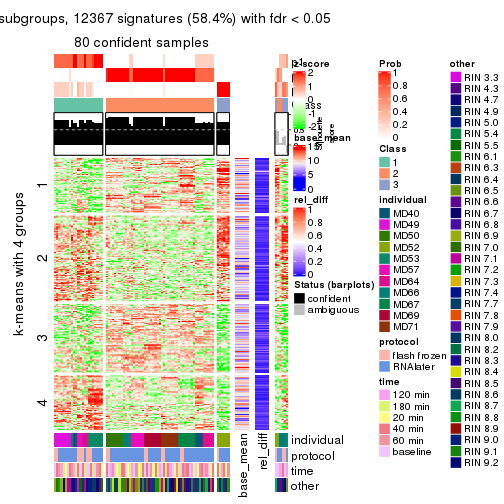 subgroups, 12367 signatures (58.4%) with fdr < 0.05
80 confident samples
k-means with 4 groups
1
2
3
4
individual
protocol
time
other
base_mean
rel_diff
z-score
2
1
-1
-2
base_mean
15
10
5
0
rel_diff
1
0.8
0.6
0.4
0.2
0
Status (barplots)
confident
ambiguous
Prob
1
0.8
0.6
0.4
0.2
0
Class
1
2
3
individual
MD40
MD49
MD50
MD52
MD53
MD57
MD64
MD66
MD67
MD69
MD71
protocol
flash frozen
RNAlater
time
120 min
180 min
20 min
40 min
60 min
baseline
other
RIN 3.3
RIN 4.3
RIN 4.7
RIN 4.9
RIN 5.0
RIN 5.4
RIN 5.5
RIN 6.1
RIN 6.3
RIN 6.4
RIN 6.5
RIN 6.6
RIN 6.7
RIN 6.8
RIN 6.9
RIN 7.0
RIN 7.1
RIN 7.2
RIN 7.3
RIN 7.4
RIN 7.5
RIN 7.6
RIN 7.7
RIN 7.8
RIN 7.9
RIN 8.0
RIN 8.2
RIN 8.3
RIN 8.4
RIN 8.5
RIN 8.6
RIN 8.7
RIN 8.8
RIN 8.9
RIN 9.0
RIN 9.1
RIN 9.2